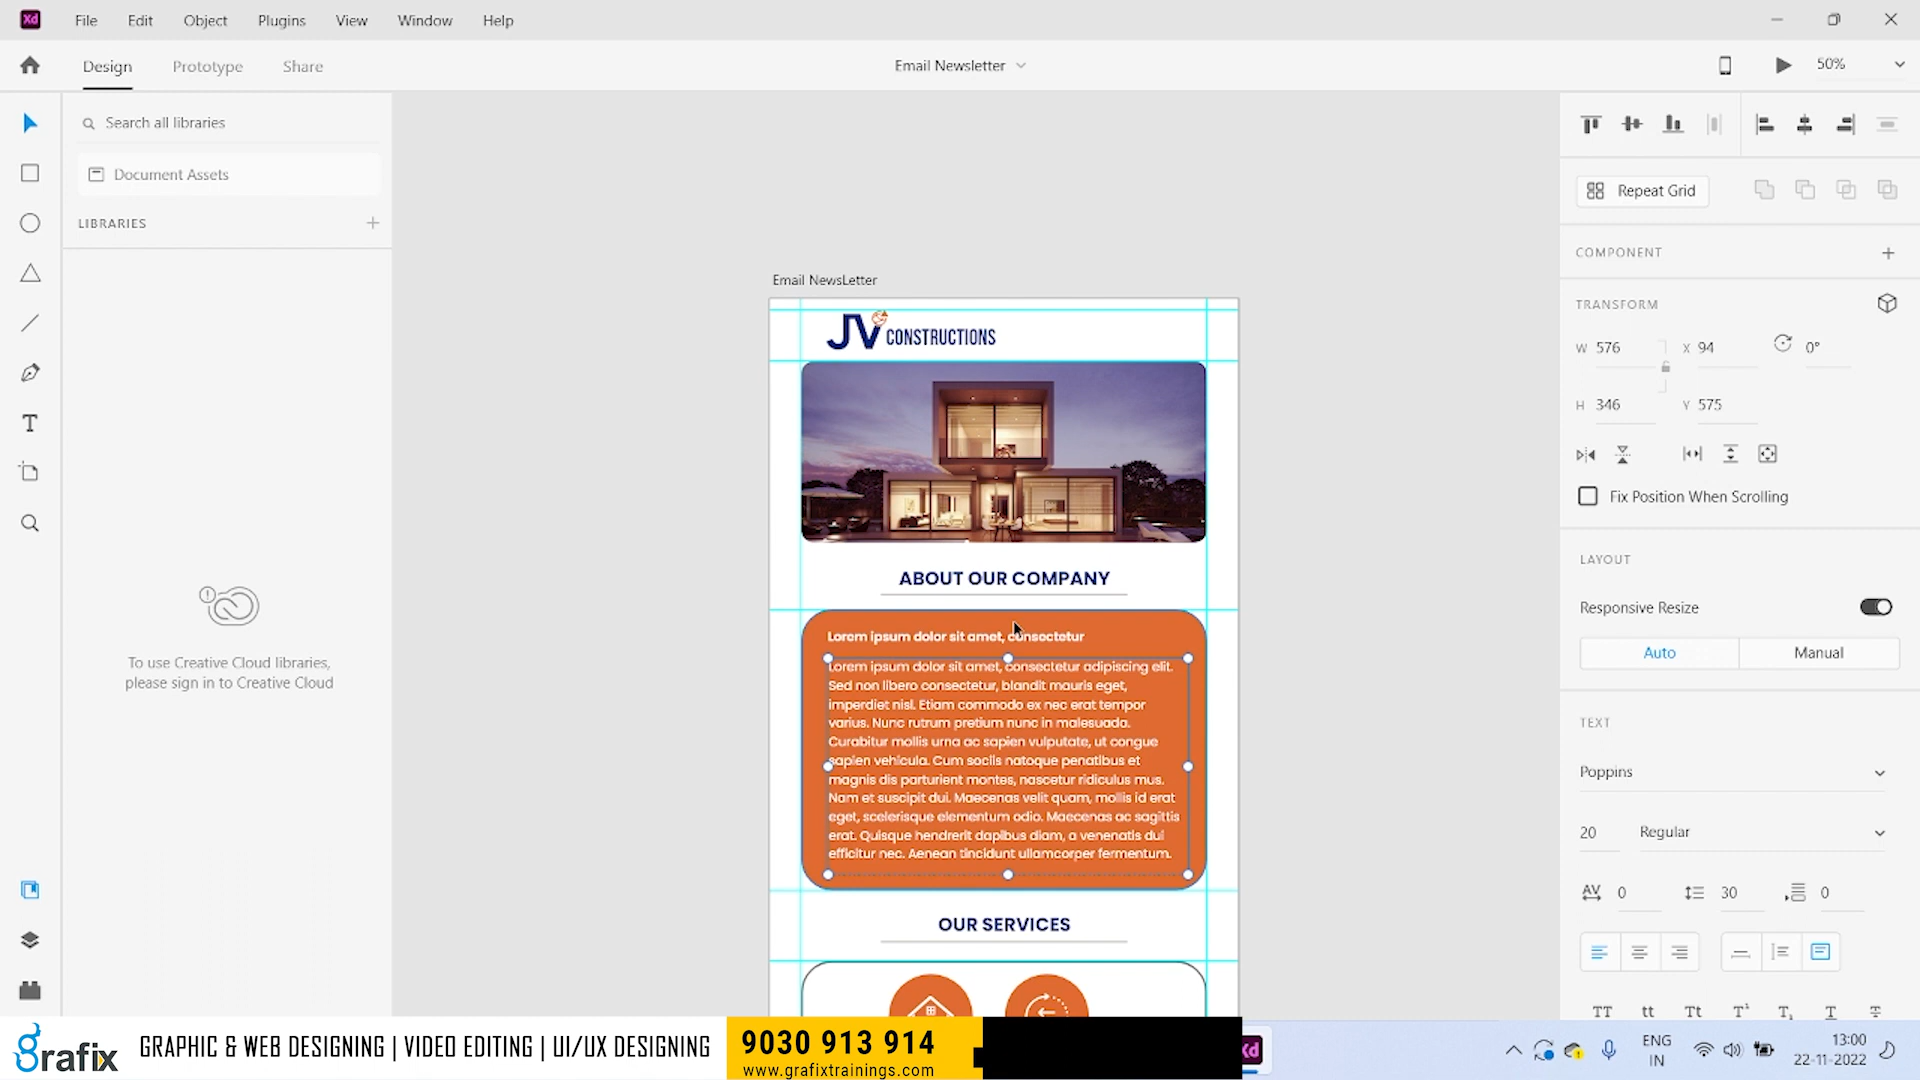 Xd
File Edit Object Plugins View Window Help
Design Prototype Share
Email Newsletter
50%
Search all libraries
Document Assets
LIBRARIES
To use Creative Cloud libraries,
please sign in to Creative Cloud
Email NewsLetter
JV CONSTRUCTIONS
ABOUT OUR COMPANY
Lorem ipsum dolor sit amet, consectetur
Lorem ipsum dolor sit amet, consectetur adipiscing elit.
Sed non libero consectetur, blandit mauris eget,
imperdiet nisl. Etiam commodo ex nec erat tempor
varius. Nunc rutrum pretium nunc in malesuada.
Curabitur mollis urna ac sapien vulputate, ut congue
sapien vehicula. Cum sociis natoque penatibus et
magnis dis parturient montes, nascetur ridiculus mus.
Nam et suscipit dui. Maecenas velit quam, mollis id erat
eget, scelerisque elementum odio. Maecenas ac sagittis
erat. Quisque hendrerit dapibus diam, a venenatis dui
efficitur nec. Aenean tincidunt ullamcorper fermentum.
OUR SERVICES
Repeat Grid
COMPONENT
TRANSFORM
W 576 X 94 0°
H 346 Y 575
Fix Position When Scrolling
LAYOUT
Responsive Resize
Auto Manual
TEXT
Poppins
20 Regular
AV 0 30 0
TT tt Tt T¹ T₁ T T
grafix
GRAPHIC & WEB DESIGNING | VIDEO EDITING | UI/UX DESIGNING
9030 913 914
www.grafixtrainings.com
Xd
ENG
IN
13:00
22-11-2022